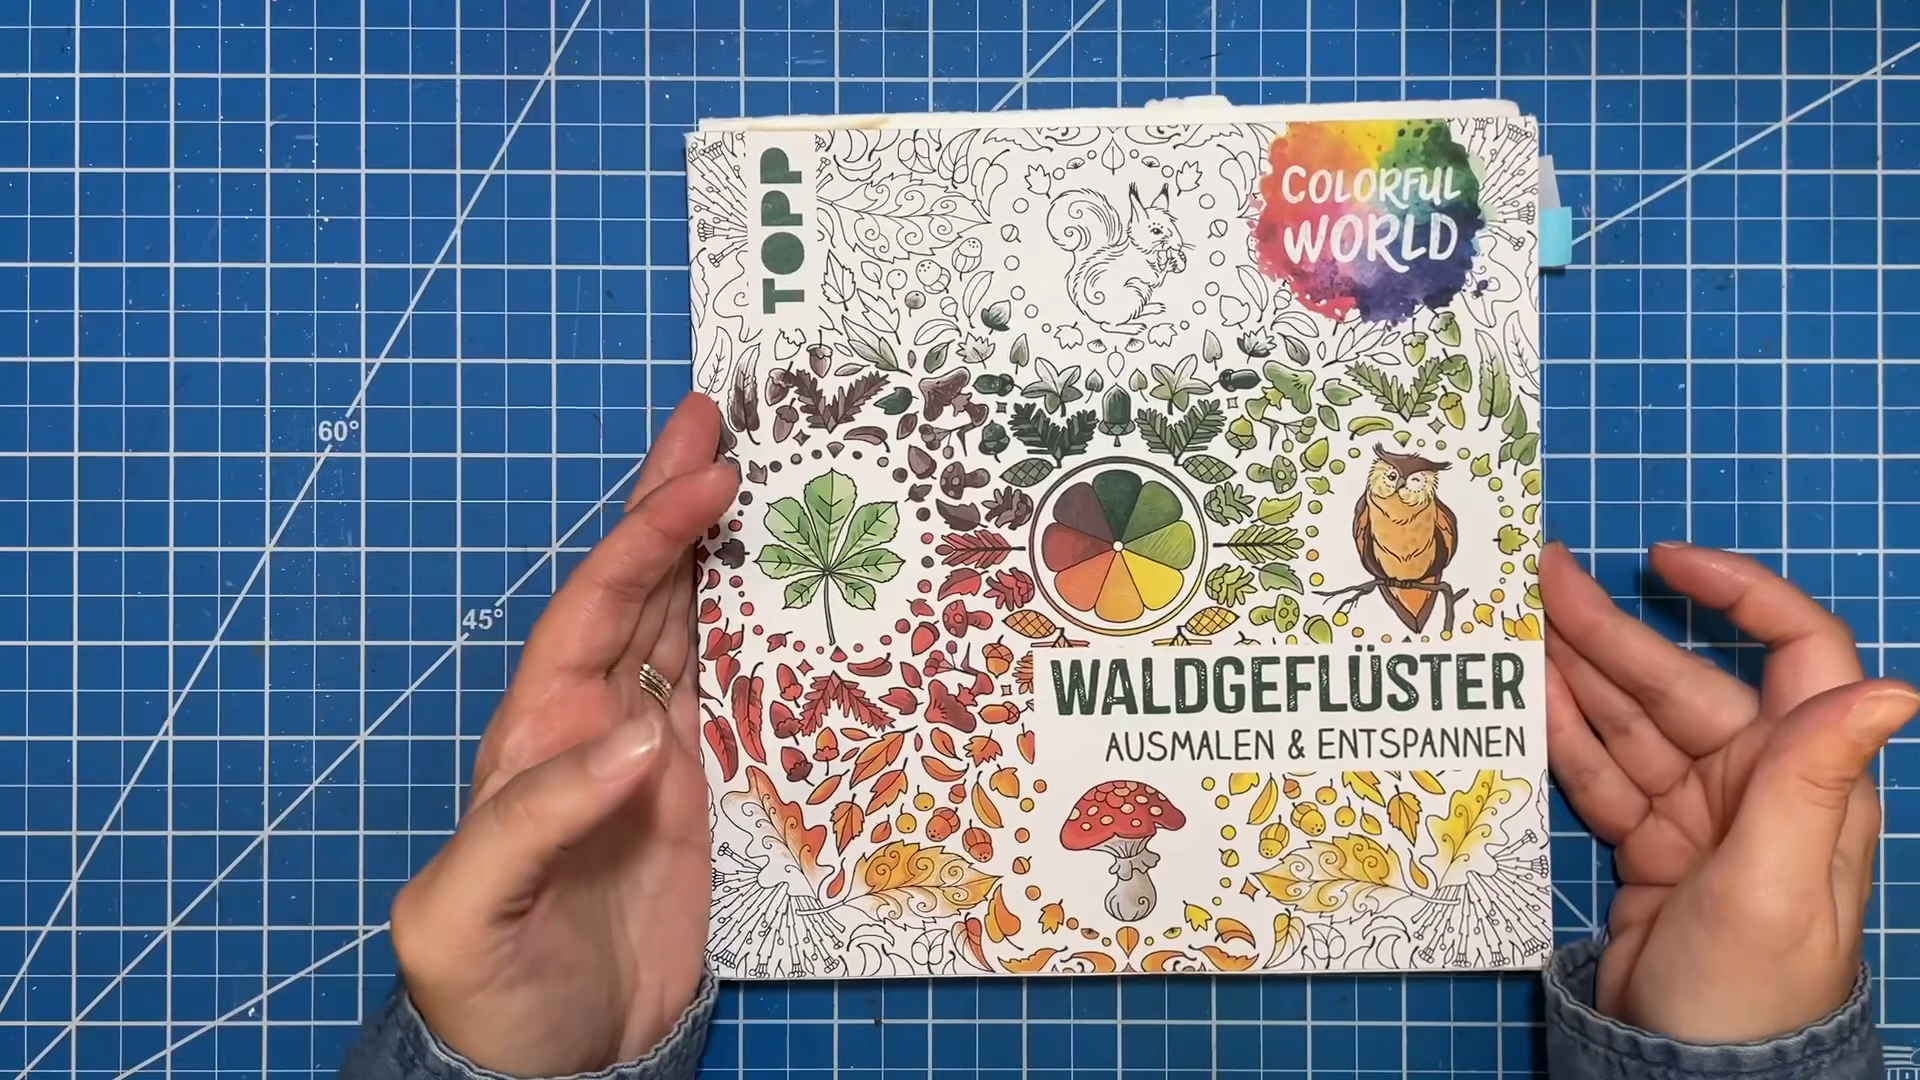 TOPP
COLORFUL
WORLD
60°
45°
WALDGEFLÜSTER
AUSMALEN & ENTSPANNEN